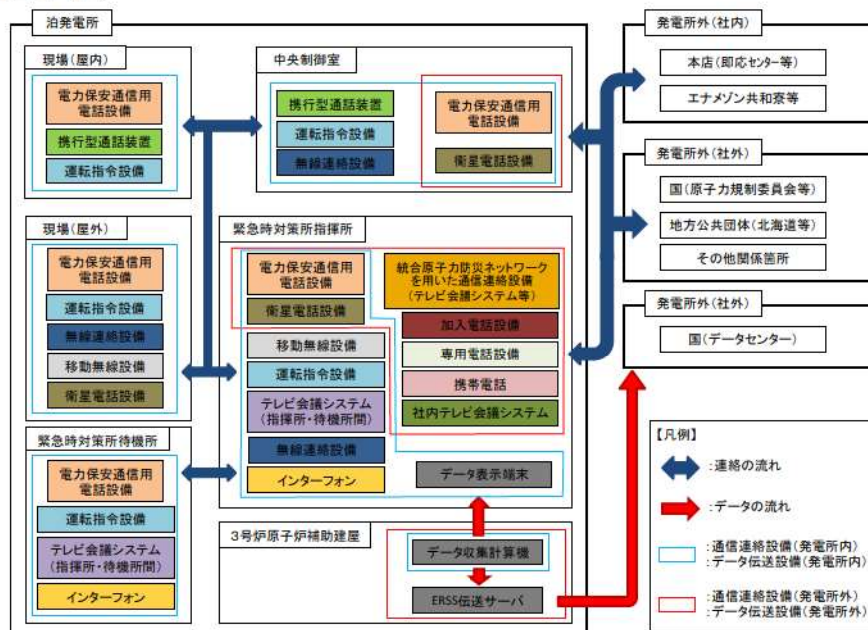 泊発電所
現場(屋内)
電力保安通信用
電話設備
携行型通話装置
運転指令設備
中央制御室
携行型通話装置
運転指令設備
無線連絡設備
電力保安通信用
電話設備
衛星電話設備
現場(屋外)
電力保安通信用
電話設備
運転指令設備
無線連絡設備
移動無線設備
衛星電話設備
緊急時対策所指揮所
電力保安通信用
電話設備
衛星電話設備
移動無線設備
運転指令設備
テレビ会議システム
(指揮所・待機所間)
無線連絡設備
インターフォン
統合原子力防災ネットワーク
を用いた通信連絡設備
(テレビ会議システム等)
加入電話設備
専用電話設備
携帯電話
社内テレビ会議システム
データ表示端末
緊急時対策所待機所
電力保安通信用
電話設備
運転指令設備
テレビ会議システム
(指揮所・待機所間)
インターフォン
3号炉原子炉補助建屋
データ収集計算機
ERSS伝送サーバ
発電所外(社内)
本店(即応センター等)
エナメゾン共和寮等
発電所外(社外)
国(原子力規制委員会等)
地方公共団体(北海道等)
その他関係箇所
発電所外(社外)
国(データセンター)
【凡例】
:連絡の流れ
:データの流れ
:通信連絡設備(発電所内)
:データ伝送設備(発電所内)
:通信連絡設備(発電所外)
:データ伝送設備(発電所外)